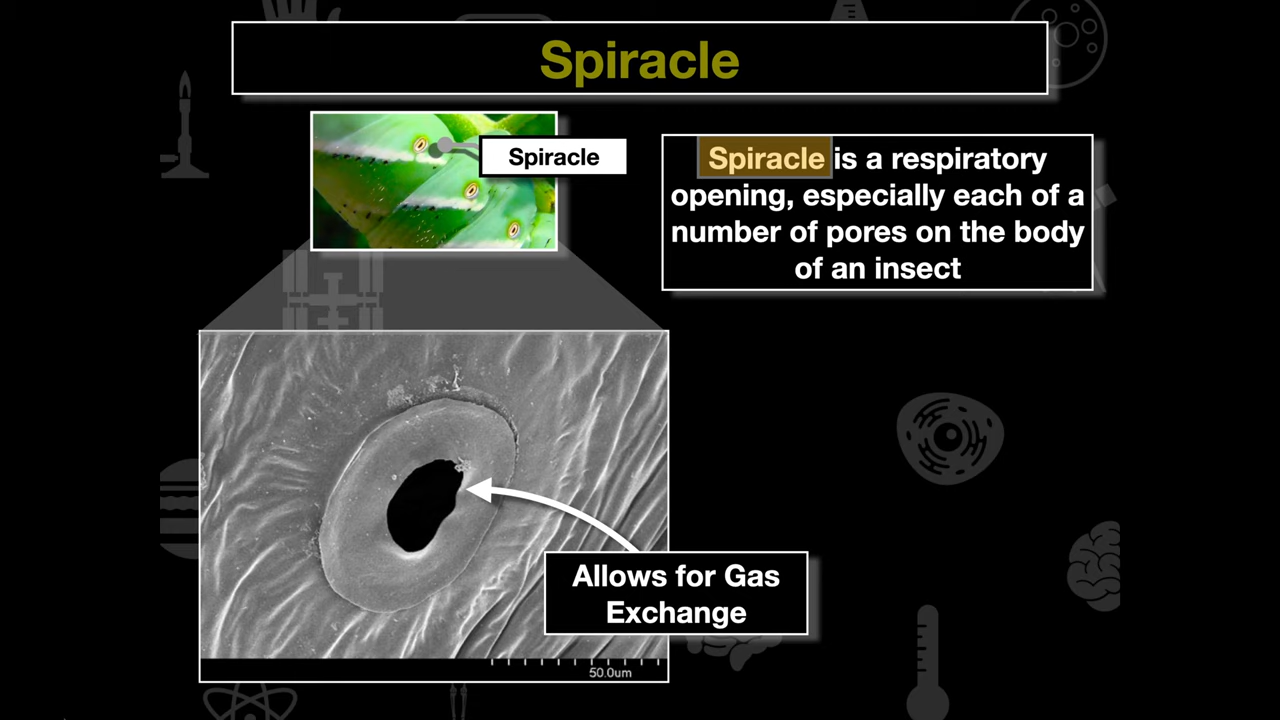 Spiracle
Spiracle
Spiracle is a respiratory
opening, especially each of a
number of pores on the body
of an insect
Allows for Gas
Exchange
50.0um